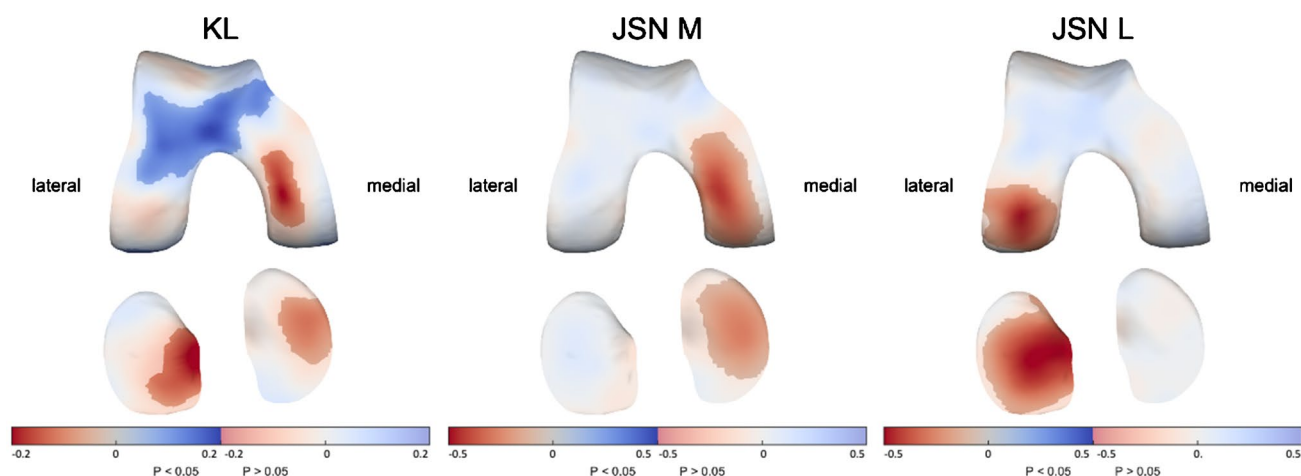 KL JSN M JSN L
lateral medial lateral medial lateral medial
-0.2 0 0.2 -0.2 0 0.2 -0.5 0 0.5 -0.5 0 0.5 -0.5 0 0.5 -0.5 0 0.5
P < 0.05 P > 0.05 P < 0.05 P > 0.05 P < 0.05 P > 0.05